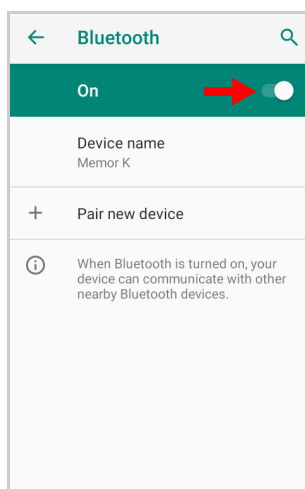 Bluetooth
On
Device name
Memor K
Pair new device
When Bluetooth is turned on, your
device can communicate with other
nearby Bluetooth devices.